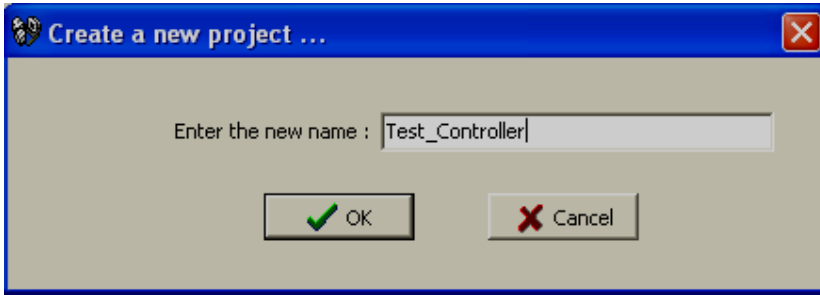 Create a new project ...
Enter the new name : Test_Controller
OK Cancel